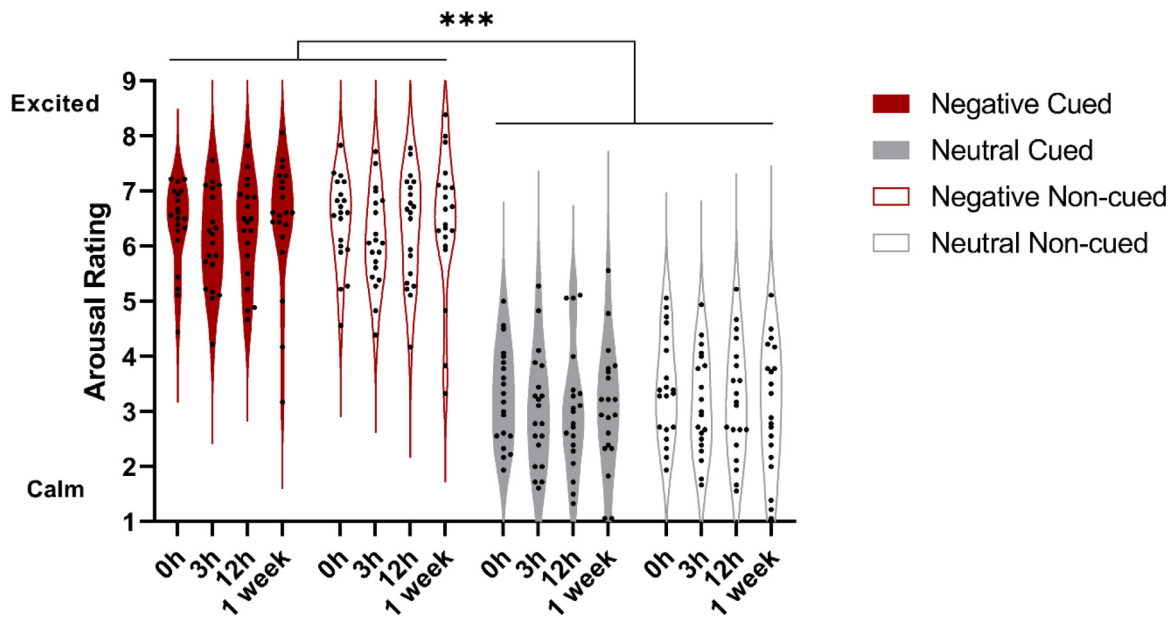 ***
Excited
Calm
Arousal Rating
9
8
7
6
5
4
3
2
1
0h
3h
12h
1 week
0h
3h
12h
1 week
0h
3h
12h
1 week
0h
3h
12h
1 week
Negative Cued
Neutral Cued
Negative Non-cued
Neutral Non-cued